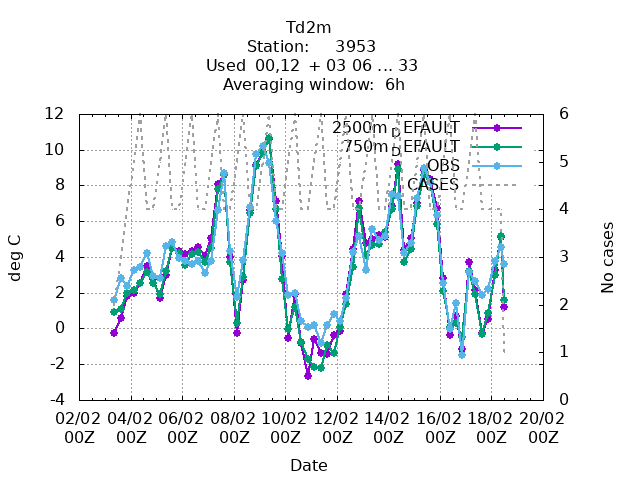 Td2m
Station:     3953
Used  00,12  + 03 06 ... 33
Averaging window:  6h
2500m DEFAULT
750m DEFAULT
OBS
CASES
deg C
12
10
8
6
4
2
0
-2
-4
6
5
4
3
2
1
0
No cases
02/02 04/02 06/02 08/02 10/02 12/02 14/02 16/02 18/02 20/02
00Z 00Z 00Z 00Z 00Z 00Z 00Z 00Z 00Z 00Z
Date